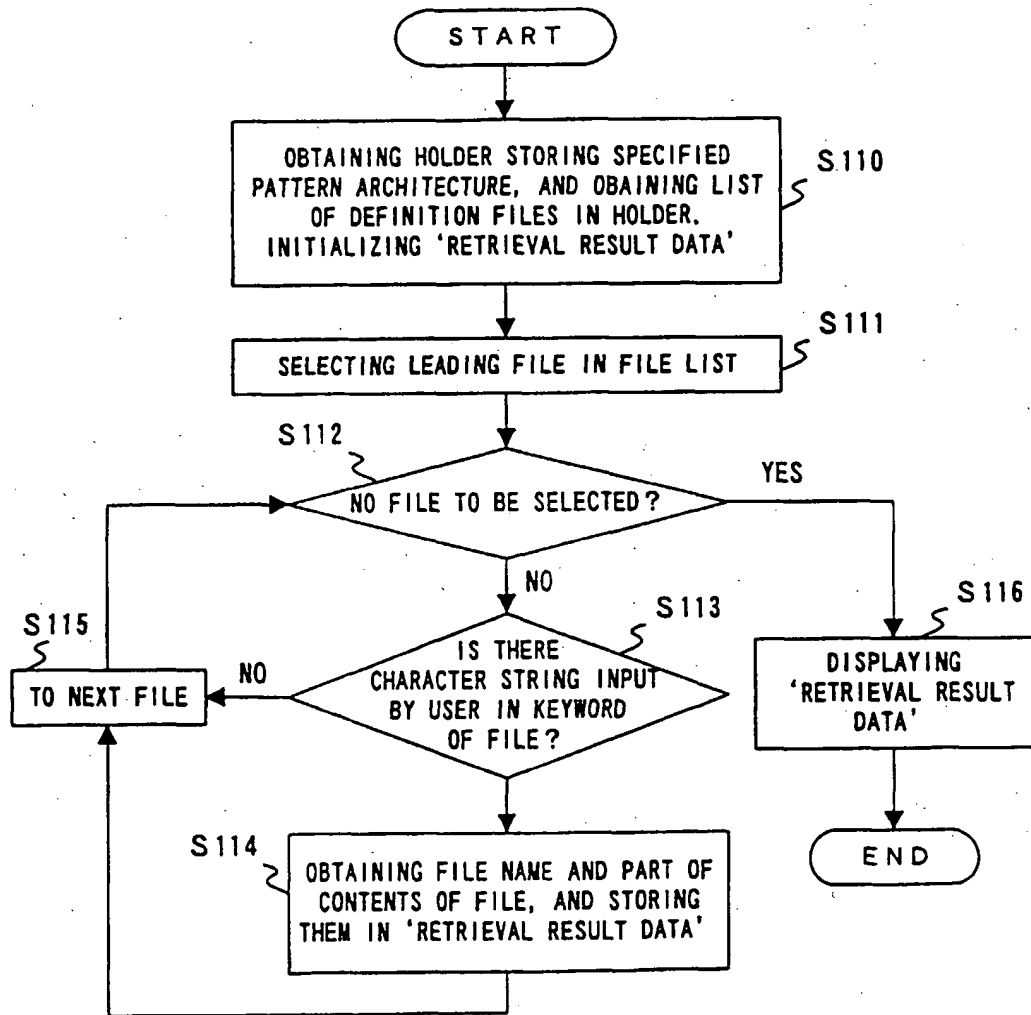 START
OBTAINING HOLDER STORING SPECIFIED
PATTERN ARCHITECTURE, AND OBAINING LIST
OF DEFINITION FILES IN HOLDER.
INITIALIZING 'RETRIEVAL RESULT DATA'
S110
SELECTING LEADING FILE IN FILE LIST
S111
S112
NO FILE TO BE SELECTED?
YES
NO
S113
IS THERE
CHARACTER STRING INPUT
BY USER IN KEYWORD
OF FILE?
NO
S115
TO NEXT FILE
S116
DISPLAYING
'RETRIEVAL RESULT
DATA'
S114
OBTAINING FILE NAME AND PART OF
CONTENTS OF FILE, AND STORING
THEM IN 'RETRIEVAL RESULT DATA'
END